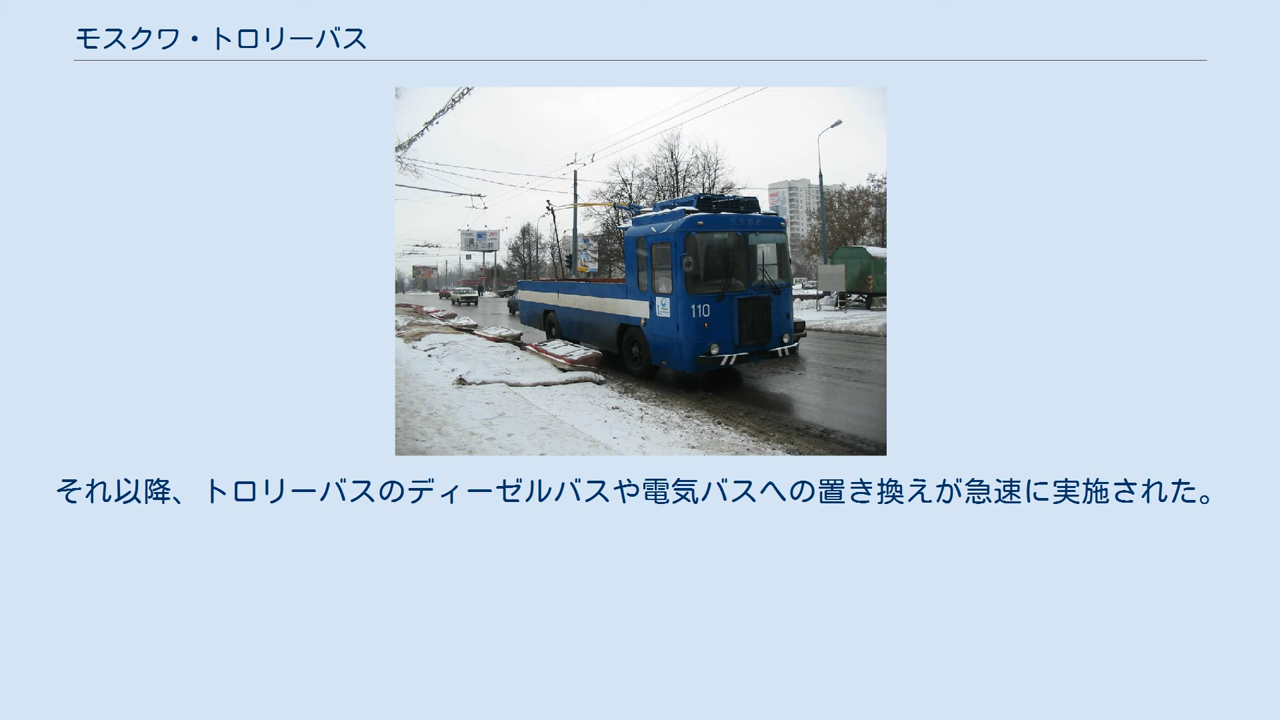 モスクワ・トロリーバス
110
それ以降、トロリーバスのディーゼルバスや電気バスへの置き換えが急速に実施された。